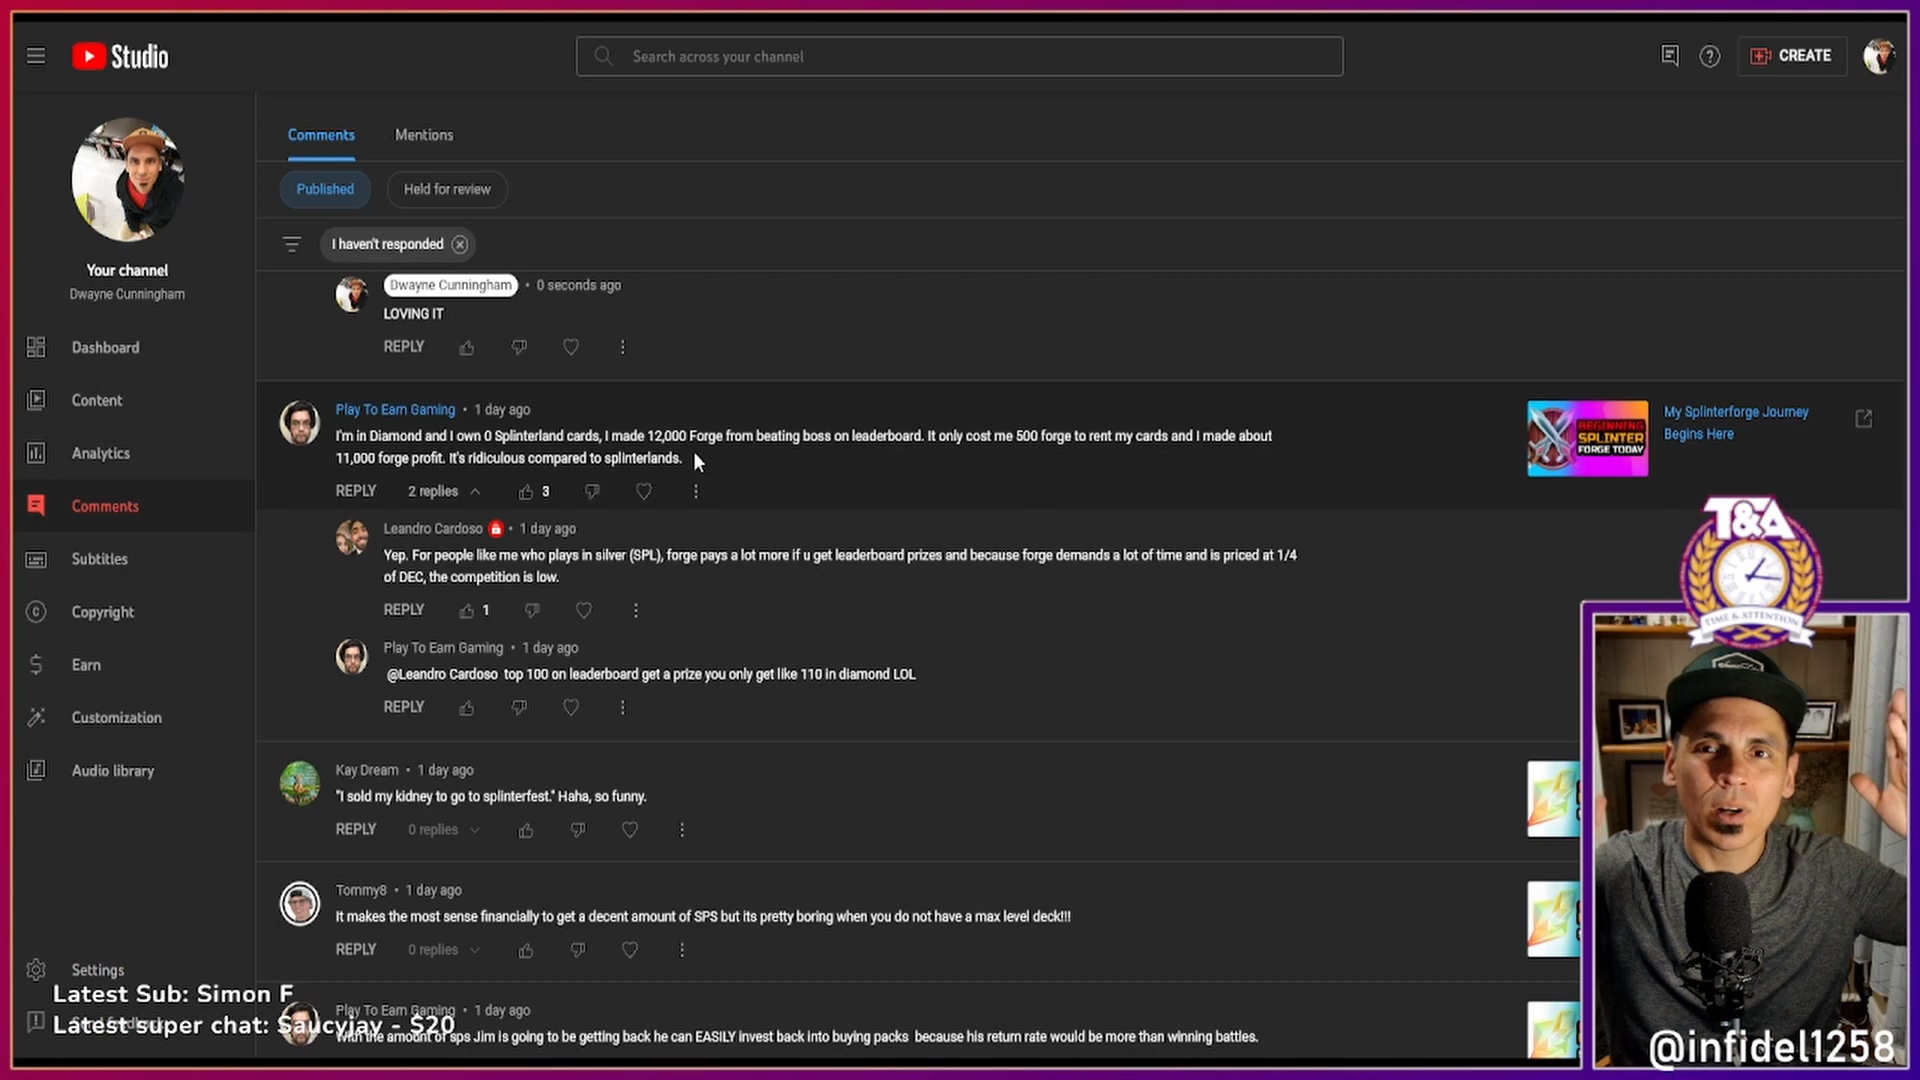 Studio
Search across your channel
CREATE
Your channel
Dwayne Cunningham
Dashboard
Content
Analytics
Comments
Subtitles
Copyright
Earn
Customization
Audio library
Settings
Comments
Mentions
Published
Held for review
I haven't responded
Dwayne Cunningham • 0 seconds ago
LOVING IT
REPLY
Play To Earn Gaming • 1 day ago
I'm in Diamond and I own 0 Splinterland cards, I made 12,000 Forge from beating boss on leaderboard. It only cost me 500 forge to rent my cards and I made about
11,000 forge profit. It's ridiculous compared to splinterlands.
REPLY 2 replies 3
BEGINNING
SPLINTER
FORGE TODAY
My Splinterforge Journey
Begins Here
Leandro Cardoso • 1 day ago
Yep. For people like me who plays in silver (SPL), forge pays a lot more if u get leaderboard prizes and because forge demands a lot of time and is priced at 1/4
of DEC, the competition is low.
REPLY 1
Play To Earn Gaming • 1 day ago
@Leandro Cardoso top 100 on leaderboard get a prize you only get like 110 in diamond LOL
REPLY
Kay Dream • 1 day ago
"I sold my kidney to go to splinterfest." Haha, so funny.
REPLY 0 replies
Tommy8 • 1 day ago
It makes the most sense financially to get a decent amount of SPS but its pretty boring when you do not have a max level deck!!!
REPLY 0 replies
Play To Earn Gaming • 1 day ago
With the amount of sps Jim is going to be getting back he can EASILY invest back into buying packs because his return rate would be more than winning battles.
Latest Sub: Simon F
Latest super chat: Saucyjay - $20
T&A
TIME & ATTENTION
@infidel1258